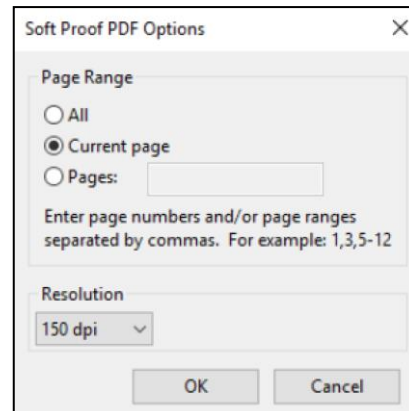 Soft Proof PDF Options
Page Range
All
Current page
Pages:
Enter page numbers and/or page ranges
separated by commas.  For example: 1,3,5-12
Resolution
150 dpi
OK Cancel